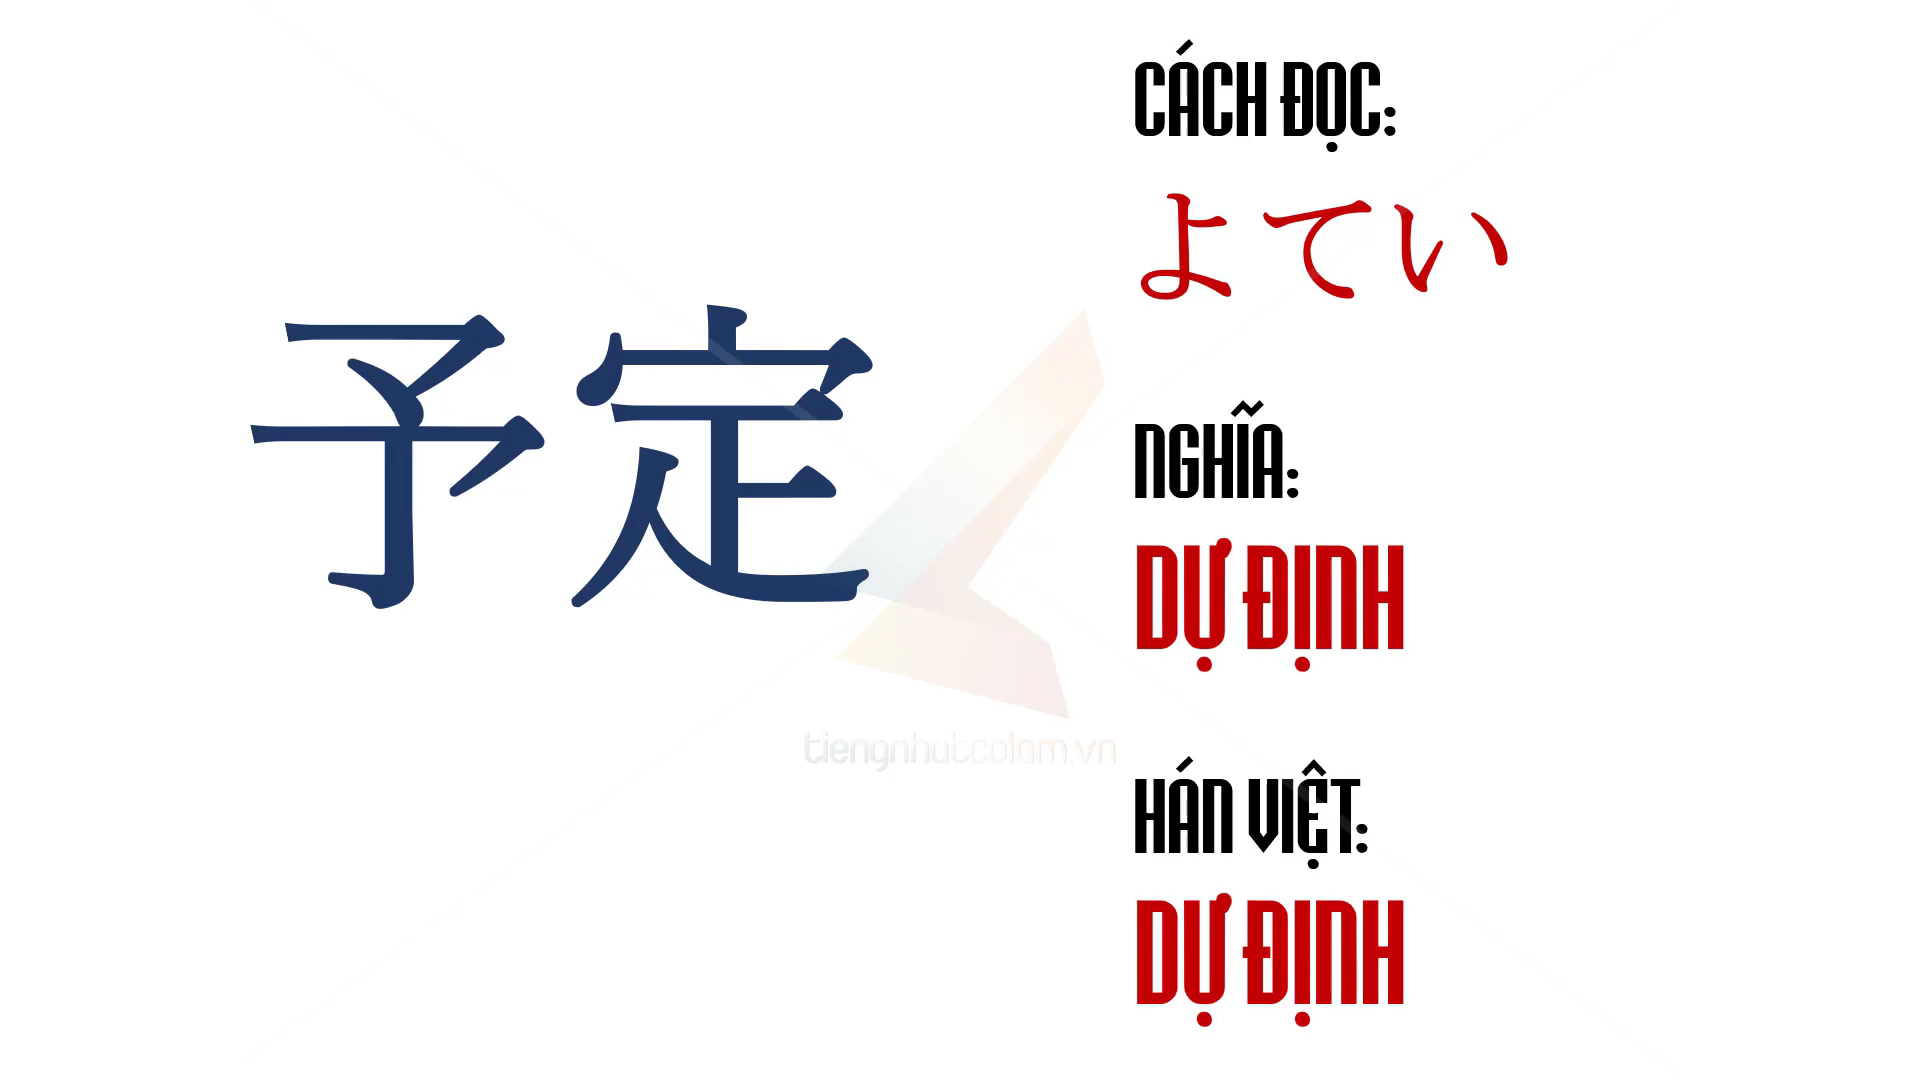 予定
CÁCH ĐỌC:
よてい
NGHĨA:
DỰ ĐỊNH
HÁN VIỆT:
DỰ ĐỊNH
tiengnhatcolam.vn